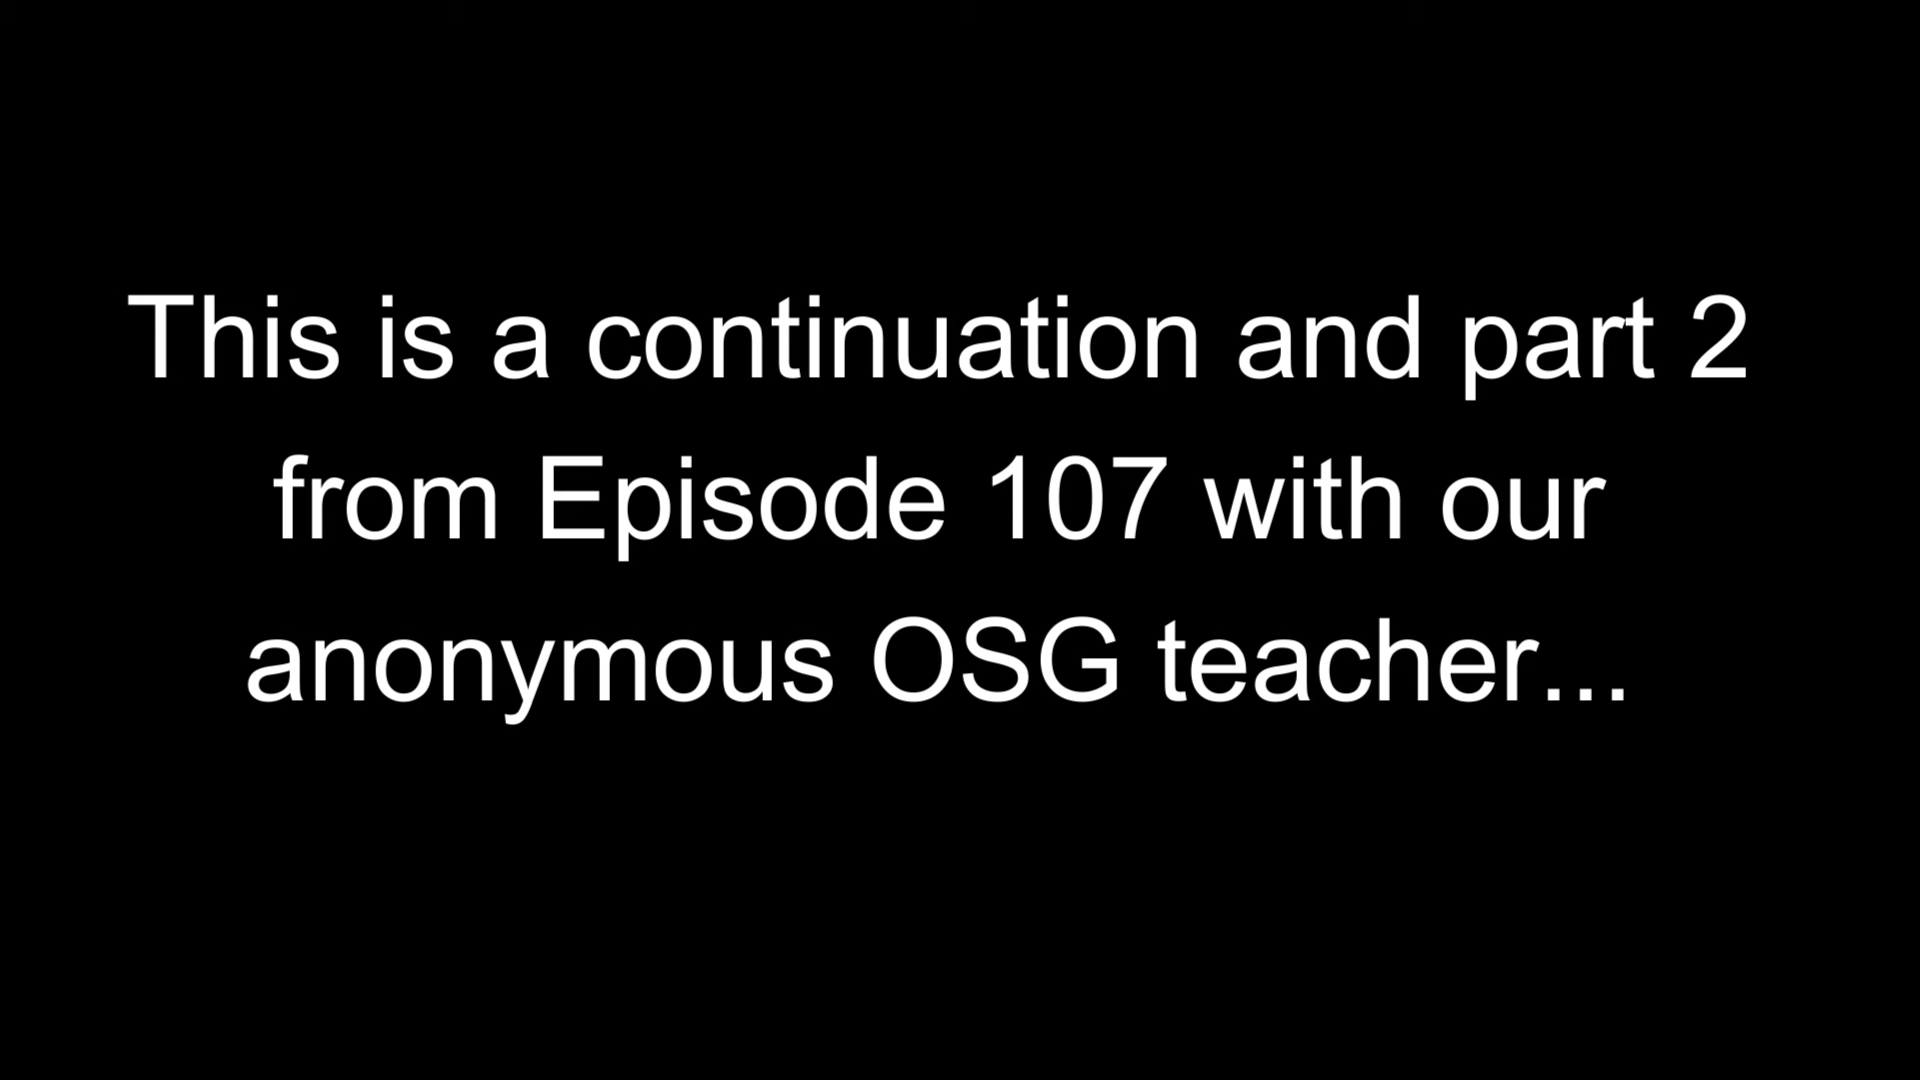 This is a continuation and part 2
from Episode 107 with our
anonymous OSG teacher...